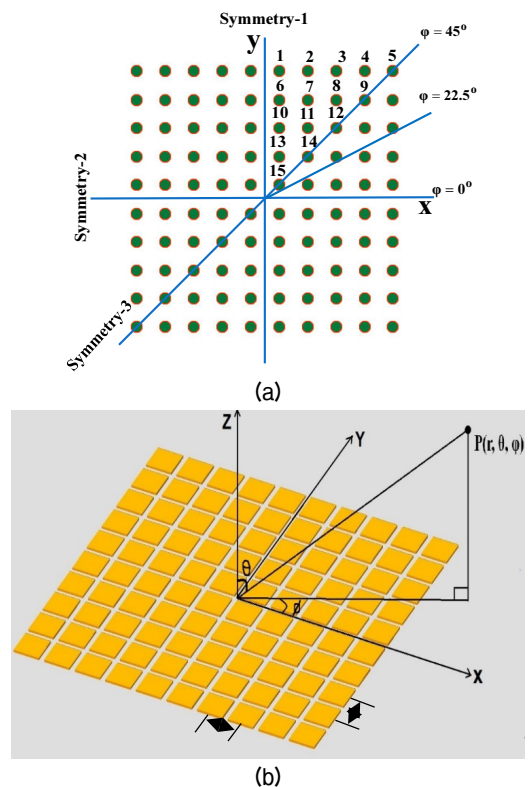 Symmetry-1
y
1 2 3 4 5
φ = 45°
6 7 8 9
φ = 22.5°
10 11 12
13 14
15
Symmetry-2
φ = 0°
x
Symmetry-3
(a)
Z
Y
P(r, θ, φ)
θ
ø
X
(b)